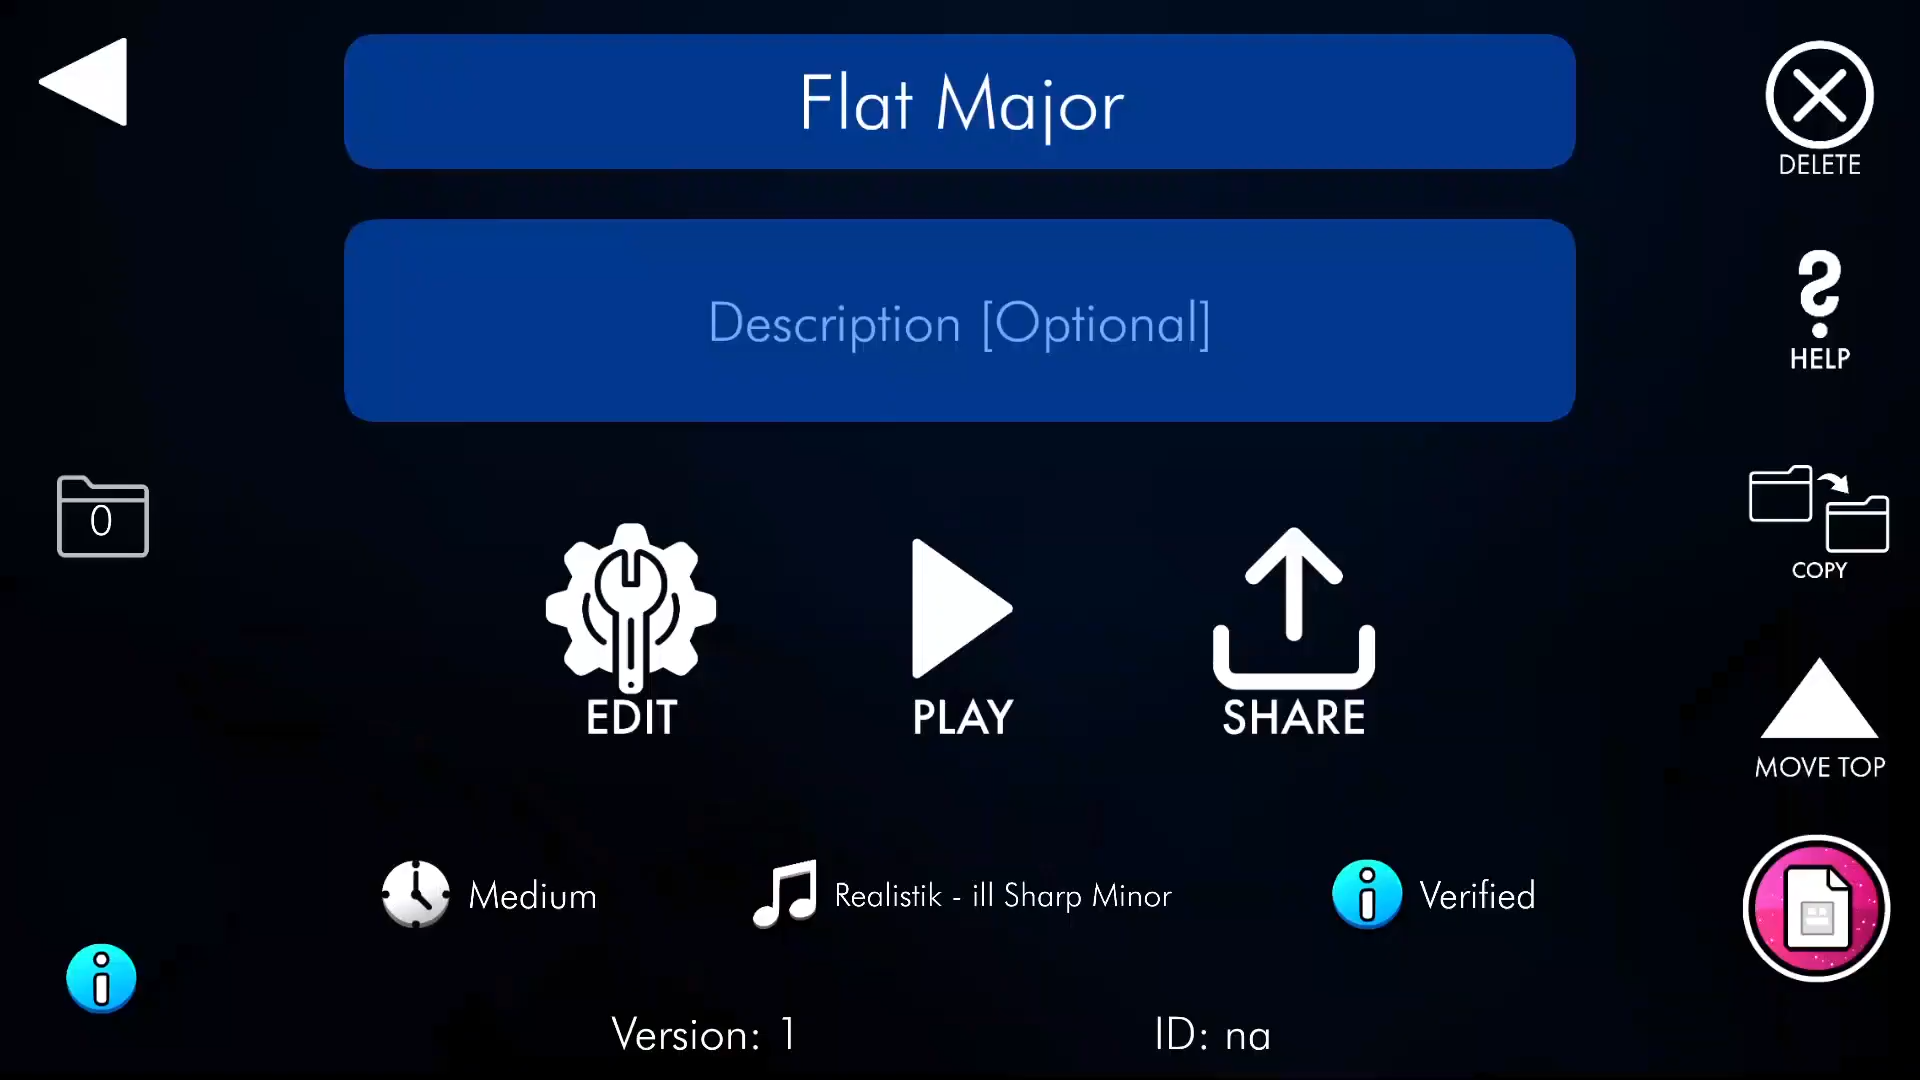 Flat Major
DELETE
Description [Optional]
HELP
0
COPY
EDIT
PLAY
SHARE
MOVE TOP
Medium
Realistik - ill Sharp Minor
Verified
Version: 1
ID: na